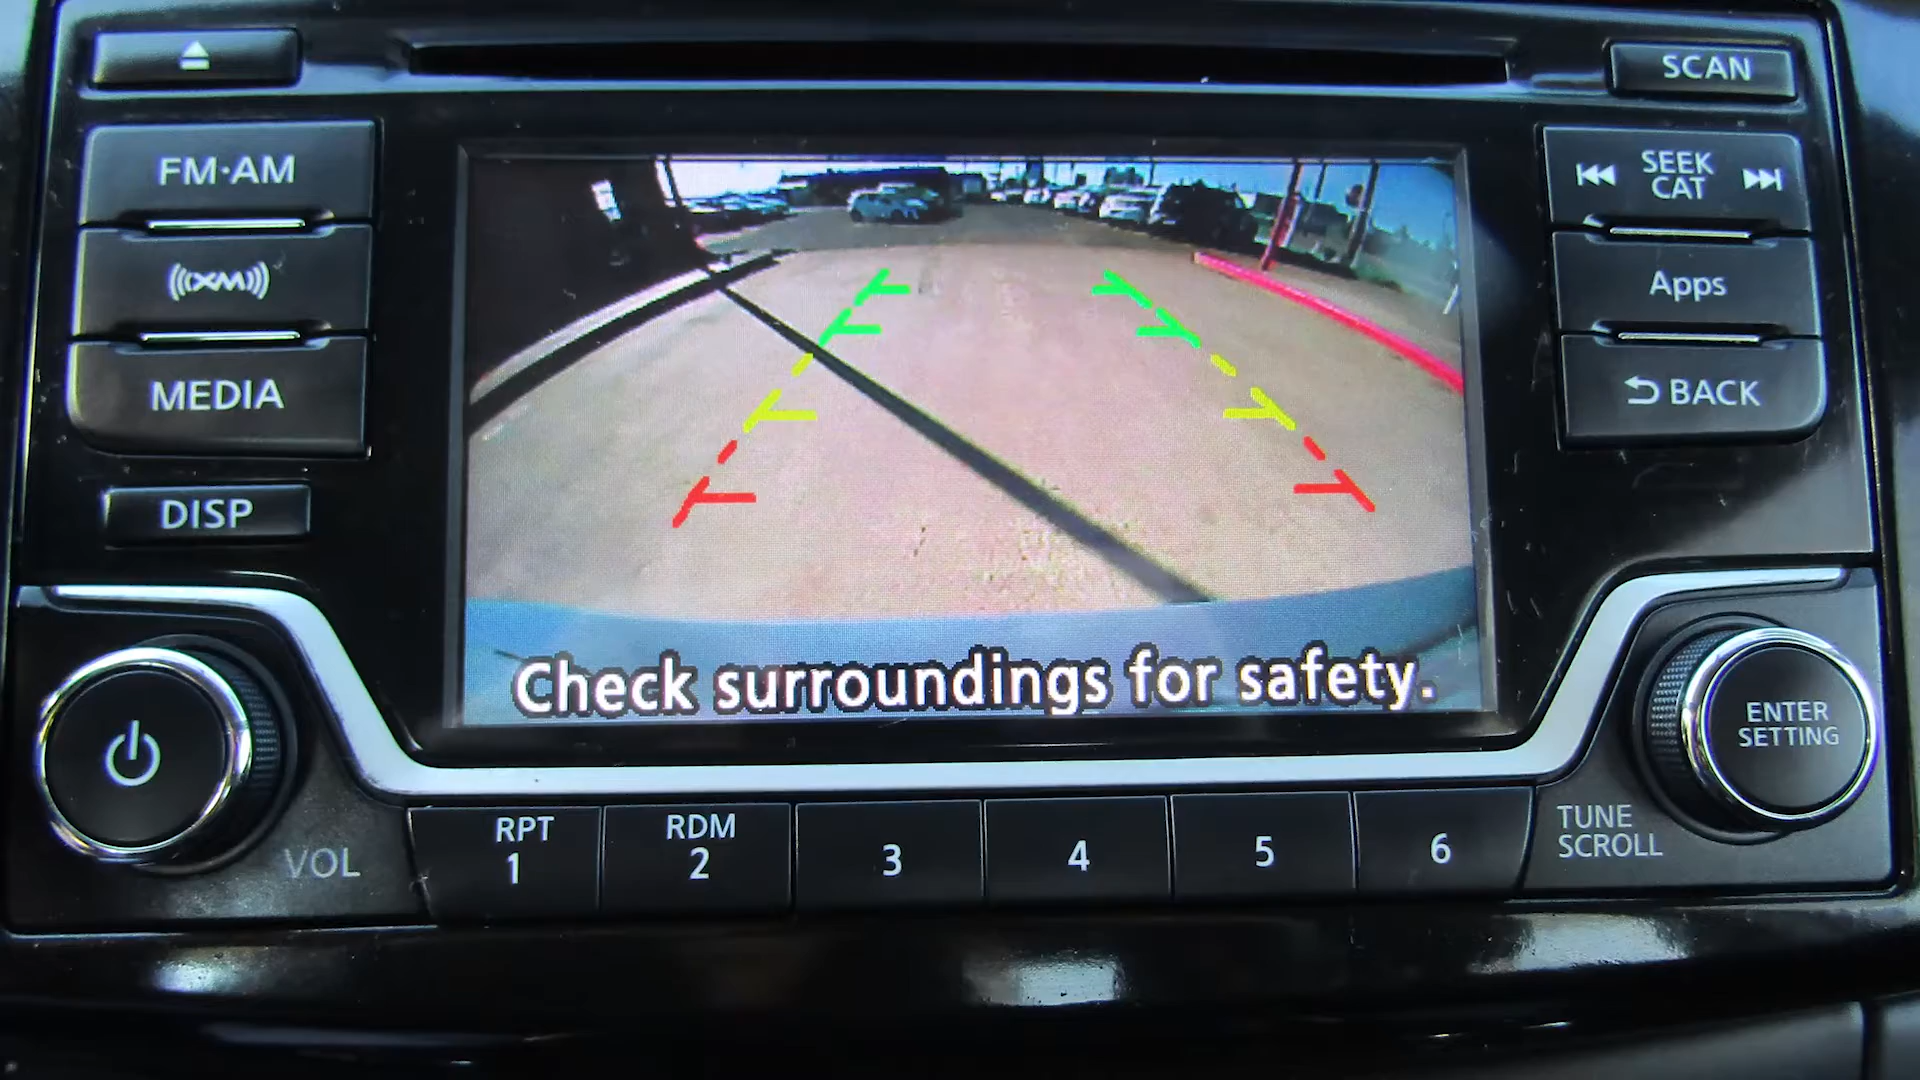 SCAN
FM·AM
SEEK
CAT
XM
Apps
MEDIA
BACK
DISP
Check surroundings for safety.
ENTER
SETTING
VOL
RPT
1
RDM
2
3
4
5
6
TUNE
SCROLL